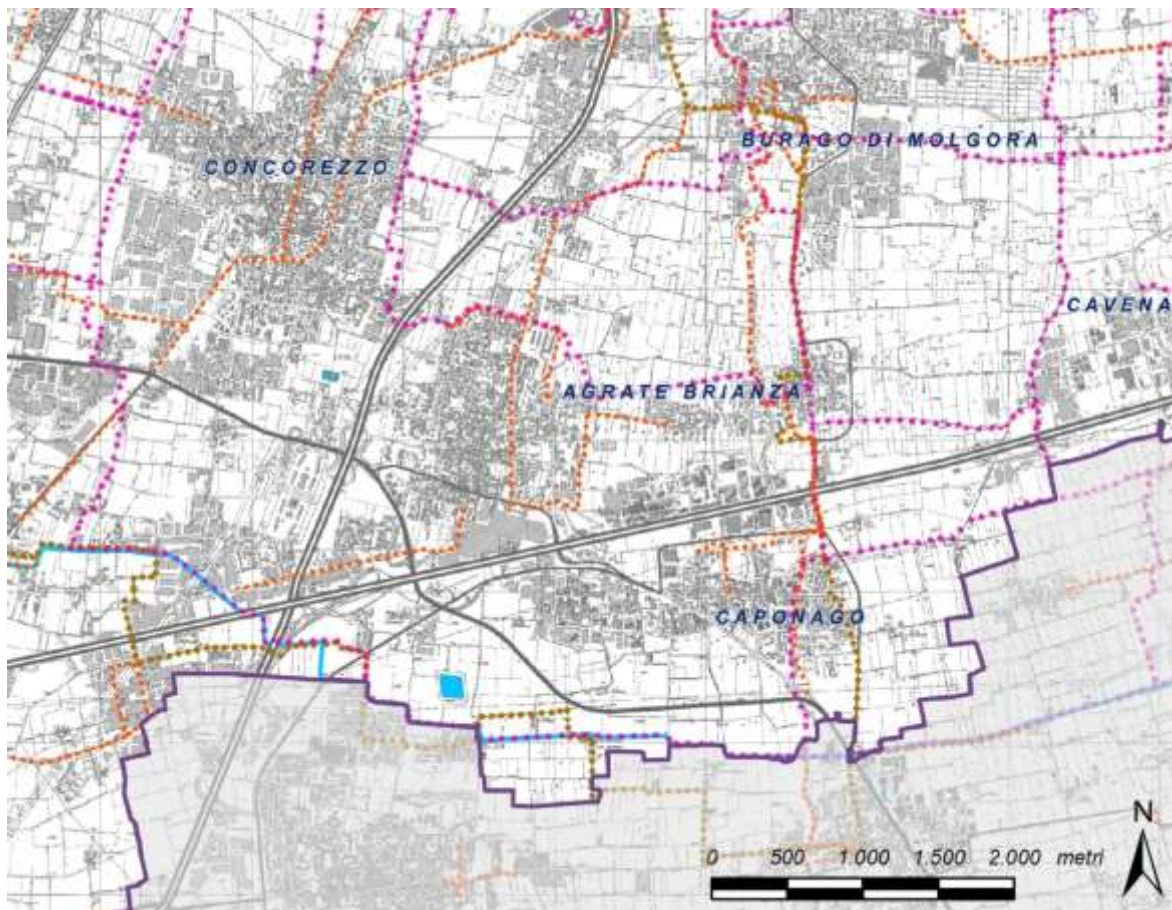 BURAGO DI MOLGORA
CONCOREZZO
CAVENA
AGRATE BRIANZA
CAPONAGO
N
0 500 1.000 1.500 2.000 metri